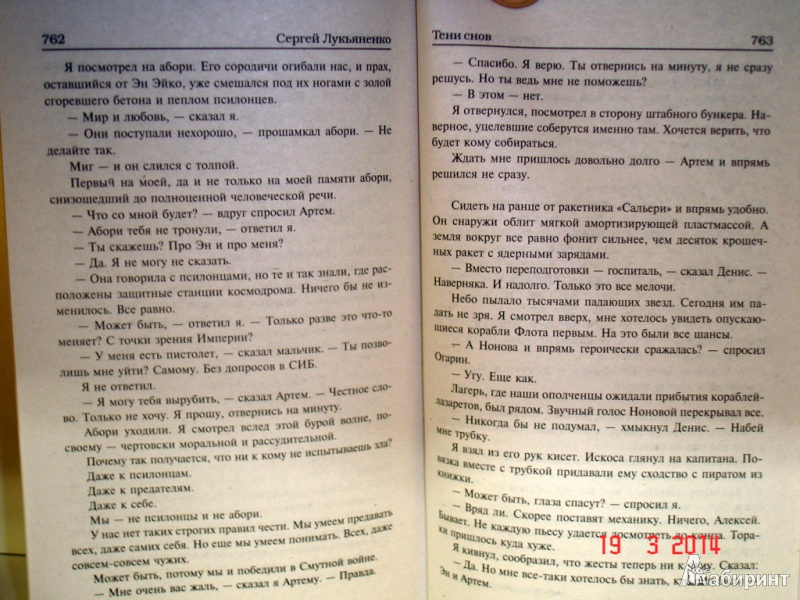 762
Сергей Лукьяненко
Я посмотрел на абори. Его сородичи огибали нас, и прах,
оставшийся от Эн Эйко, уже смешался под их ногами с золой
сгоревшего бетона и пеплом псилонцев.
— Мир и любовь, — сказал я.
— Они поступали нехорошо, — прошамкал абори. — Не
делайте так.
Миг — и он слился с толпой.
Первый на моей, да и не только на моей памяти абори,
снизошедший до полноценной человеческой речи.
— Что со мной будет? — вдруг спросил Артем.
— Абори тебя не тронули, — ответил я.
— Ты скажешь? Про Эн и про меня?
— Да. Я не могу не сказать.
— Она говорила с псилонцами, но те и так знали, где рас-
положены защитные станции космодрома. Ничего бы не из-
менилось. Все равно.
— Может быть, — ответил я. — Только разве это что-то
меняет? С точки зрения Империи?
— У меня есть пистолет, — сказал мальчик. — Ты позво-
лишь мне уйти? Самому. Без допросов в СИБ.
Я не ответил.
— Я могу тебя вырубить, — сказал Артем. — Честное сло-
во. Только не хочу. Я прошу, отвернись на минуту.
Абори уходили. Я смотрел вслед этой бурой волне, по-
своему — чертовски моральной и рассудительной.
Почему так получается, что ни к кому не испытываешь зла?
Даже к псилонцам.
Даже к предателям.
Даже к себе.
Мы — не псилонцы и не абори.
У нас нет таких строгих правил чести. Мы умеем предавать
всех, даже самих себя. Но еще мы умеем понимать. Всех, даже
совсем-совсем чужих.
Может быть, потому мы и победили в Смутной войне.
— Мне очень вас жаль, — сказал я Артему. — Правда.
Тени снов
763
— Спасибо. Я верю. Ты отвернись на минуту, я не сразу
решусь. Но ты ведь мне не поможешь?
— В этом — нет.
Я отвернулся, посмотрел в сторону штабного бункера. На-
верное, уцелевшие соберутся именно там. Хочется верить, что
будет кому собираться.
Ждать мне пришлось довольно долго — Артем и впрямь
решился не сразу.
Сидеть на ранце от ракетника «Сальери» и впрямь удобно.
Он снаружи облит мягкой амортизирующей пластмассой. А
земля вокруг все равно фонит сильнее, чем десяток крошеч-
ных ракет с ядерными зарядами.
— Вместо переподготовки — госпиталь, — сказал Денис. —
Наверняка. И надолго. Только это все мелочи.
Небо пылало тысячами падающих звезд. Сегодня им па-
дать не зря. Я смотрел вверх, мне хотелось увидеть опускаю-
щиеся корабли Флота первым. На это были все шансы.
— А Нонова и впрямь героически сражалась? — спросил
Огарин.
— Угу. Еще как.
Лагерь, где наши ополченцы ожидали прибытия кораблей-
лазаретов, был рядом. Звучный голос Ноновой перекрывал все.
— Никогда бы не подумал, — хмыкнул Денис. — Набей
мне трубку.
Я взял из его рук кисет. Искоса глянул на капитана. По-
вязка вместе с трубкой придавали ему сходство с пиратом из
книжки.
— Может быть, глаза спасут? — спросил я.
— Вряд ли. Скорее поставят механику. Ничего, Алексей.
Бывает. Не каждую пьесу удается досмотреть до конца. Тора-
ки пришлось куда хуже.
Я кивнул, сообразил, что жесты теперь ни к чему. Сказал:
— Да. Но мне все-таки хотелось бы знать, к
Эн и Артем.
19 3 2014
Лабиринт